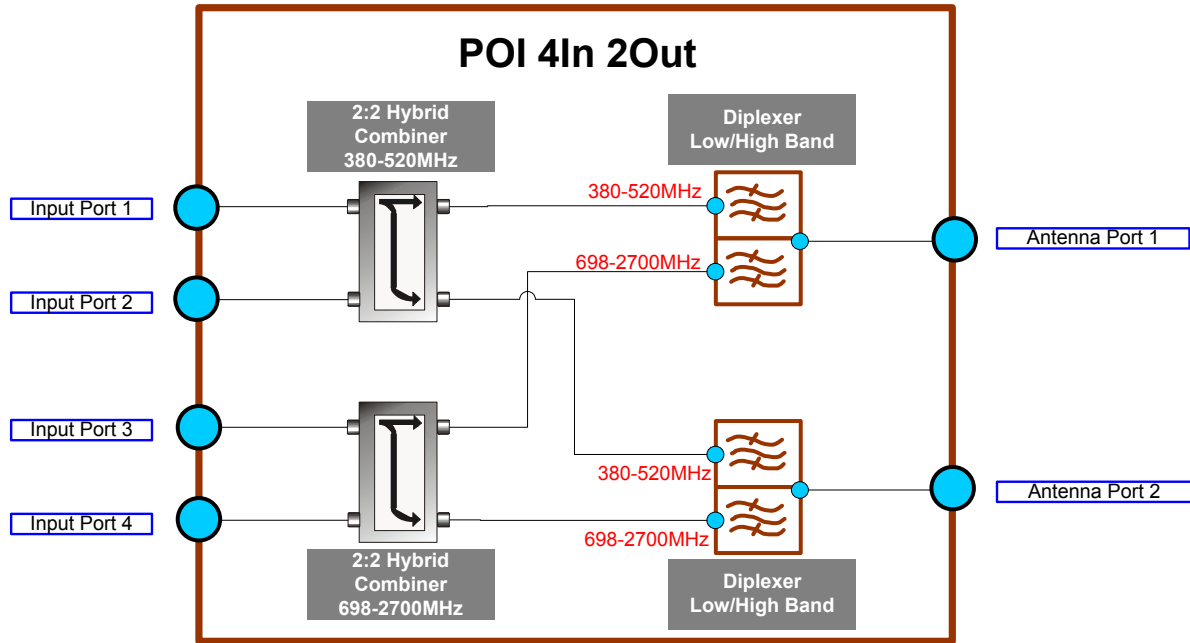 POI 4In 2Out
2:2 Hybrid
Combiner
380-520MHz
Diplexer
Low/High Band
Input Port 1
380-520MHz
Antenna Port 1
698-2700MHz
Input Port 2
Input Port 3
380-520MHz
Antenna Port 2
Input Port 4
698-2700MHz
2:2 Hybrid
Combiner
698-2700MHz
Diplexer
Low/High Band